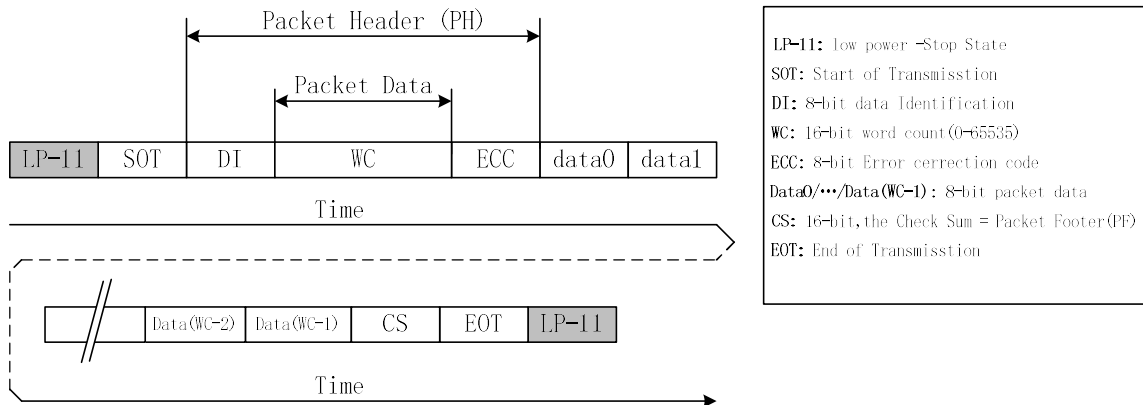 Packet Header (PH)
Packet Data
LP-11 SOT DI WC ECC data0 data1
Time
Data(WC-2) Data(WC-1) CS EOT LP-11
Time
LP-11: low power -Stop State
SOT: Start of Transmisstion
DI: 8-bit data Identification
WC: 16-bit word count(0-65535)
ECC: 8-bit Error cerrection code
Data0/···/Data(WC-1): 8-bit packet data
CS: 16-bit,the Check Sum = Packet Footer(PF)
EOT: End of Transmisstion